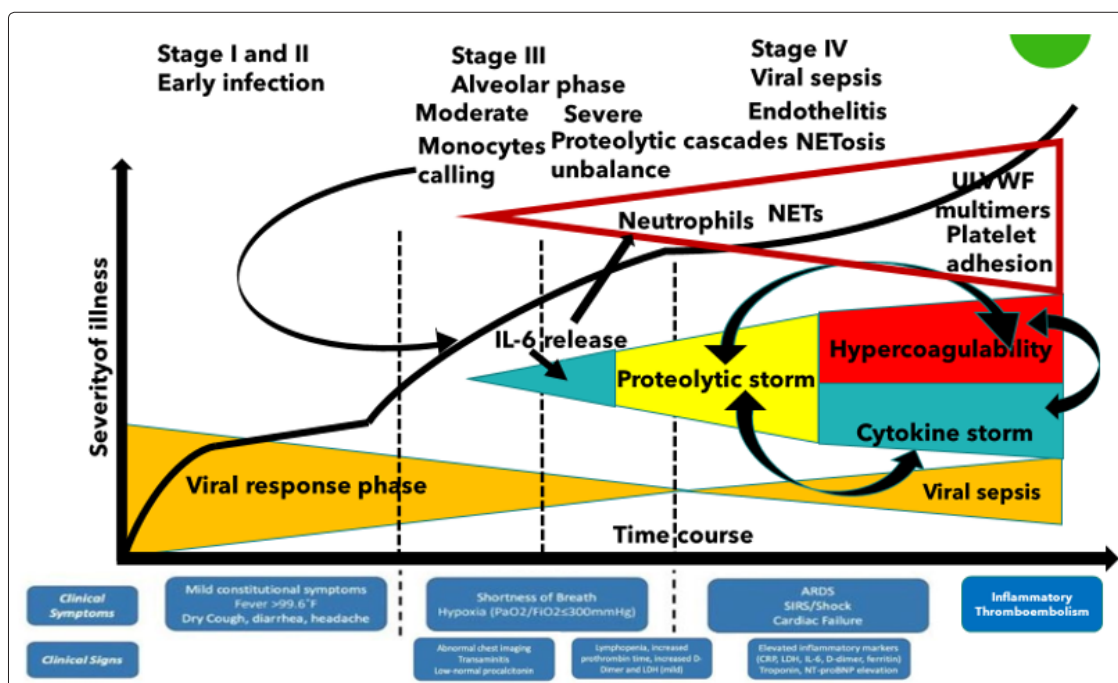 Stage I and II
Early infection
Stage III
Alveolar phase
Moderate
Severe
Monocytes
calling
Proteolytic cascades
unbalance
Stage IV
Viral sepsis
Endothelitis
NETosis
Severityof illness
Neutrophils
NETs
ULVWF
multimers
Platelet
adhesion
IL-6 release
Proteolytic storm
Hypercoagulability
Cytokine storm
Viral response phase
Viral sepsis
Time course
Clinical
Symptoms
Mild constitutional symptoms
Fever >99.6°F
Dry Cough, diarrhea, headache
Shortness of Breath
Hypoxia (PaO2/FiO2≤300mmHg)
ARDS
SIRS/Shock
Cardiac Failure
Inflammatory
Thromboembolism
Clinical Signs
Abnormal chest imaging
Transaminitis
Low-normal procalcitonin
Lymphopenia, increased
prothrombin time, increased D-
Dimer and LDH (mild)
Elevated inflammatory markers
(CRP, LDH, IL-6, D-dimer, ferritin)
Troponin, NT-proBNP elevation